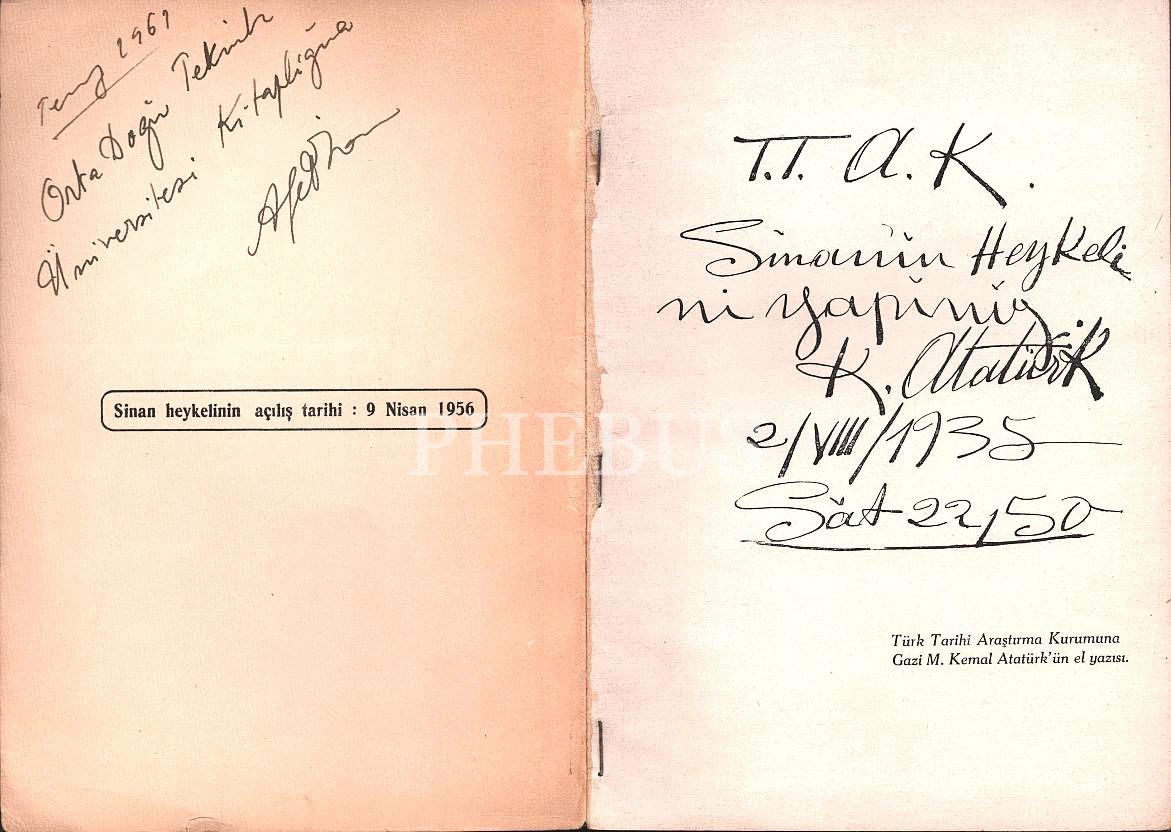 Temmuz 1961
Orta Doğu Teknik
Üniversitesi Kitaplığına
Sinan heykelinin açılış tarihi : 9 Nisan 1956
PHEBUS
T.T.A.K.
Sinanın Heykeli
ni yapınız.
K. Atatürk
2/VIII/1935
Sāat 22,50
Türk Tarihi Araştırma Kurumuna
Gazi M. Kemal Atatürk'ün el yazısı.